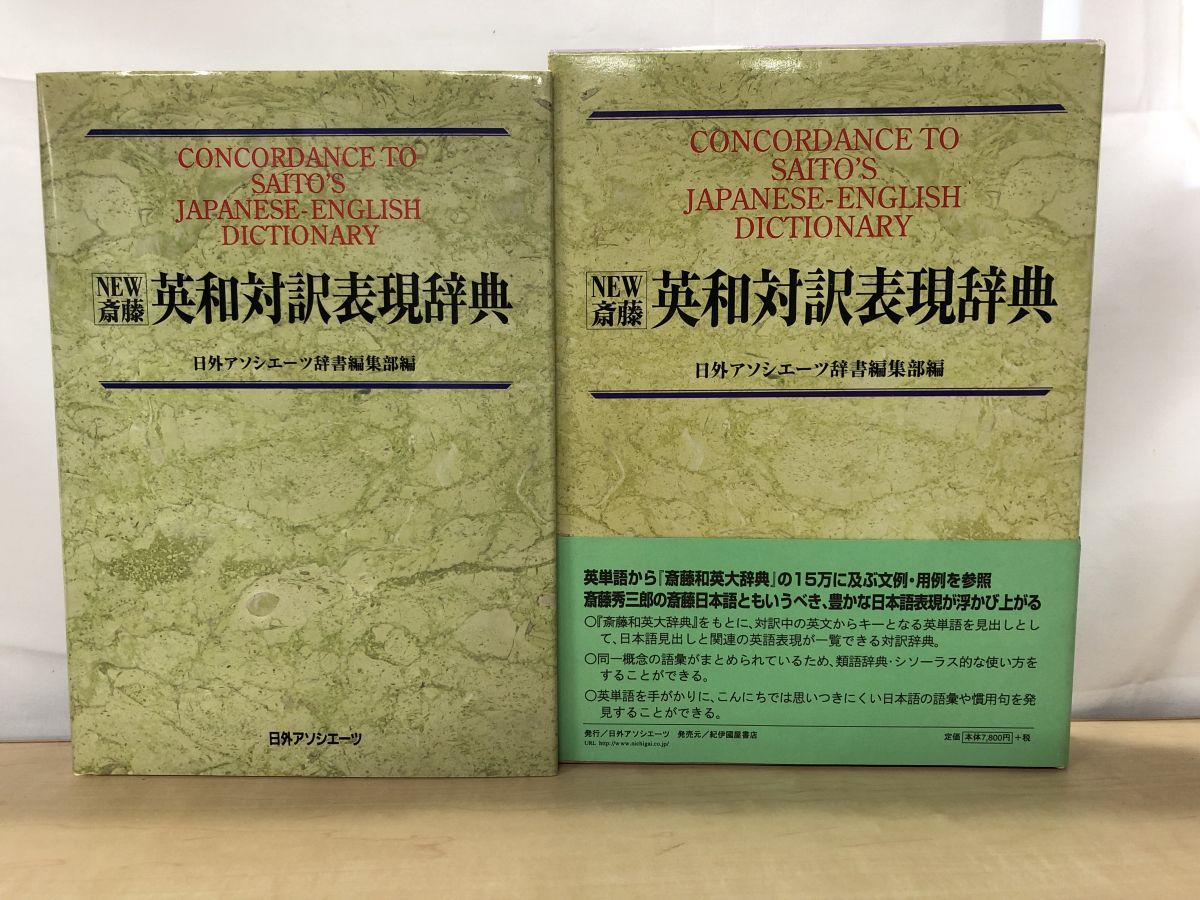 CONCORDANCE TO
SAITO'S
JAPANESE-ENGLISH
DICTIONARY
NEW
斎藤
英和対訳表現辞典
日外アソシエーツ辞書編集部編
日外アソシエーツ
CONCORDANCE TO
SAITO'S
JAPANESE-ENGLISH
DICTIONARY
NEW
斎藤
英和対訳表現辞典
日外アソシエーツ辞書編集部編
英単語から『斎藤和英大辞典』の15万に及ぶ文例・用例を参照
斎藤秀三郎の斎藤日本語ともいうべき、豊かな日本語表現が浮かび上がる
○『斎藤和英大辞典』をもとに、対訳中の英文からキーとなる英単語を見出しとし
て、日本語見出しと関連の英語表現が一覧できる対訳辞典。
○同一概念の語彙がまとめられているため、類語辞典・シソーラス的な使い方を
することができる。
○英単語を手がかりに、こんにちでは思いつきにくい日本語の語彙や慣用句を発
見することができる。
発行／日外アソシエーツ 発売元／紀伊國屋書店
URL http://www.nichigai.co.jp/
定価 本体7,800円 +税